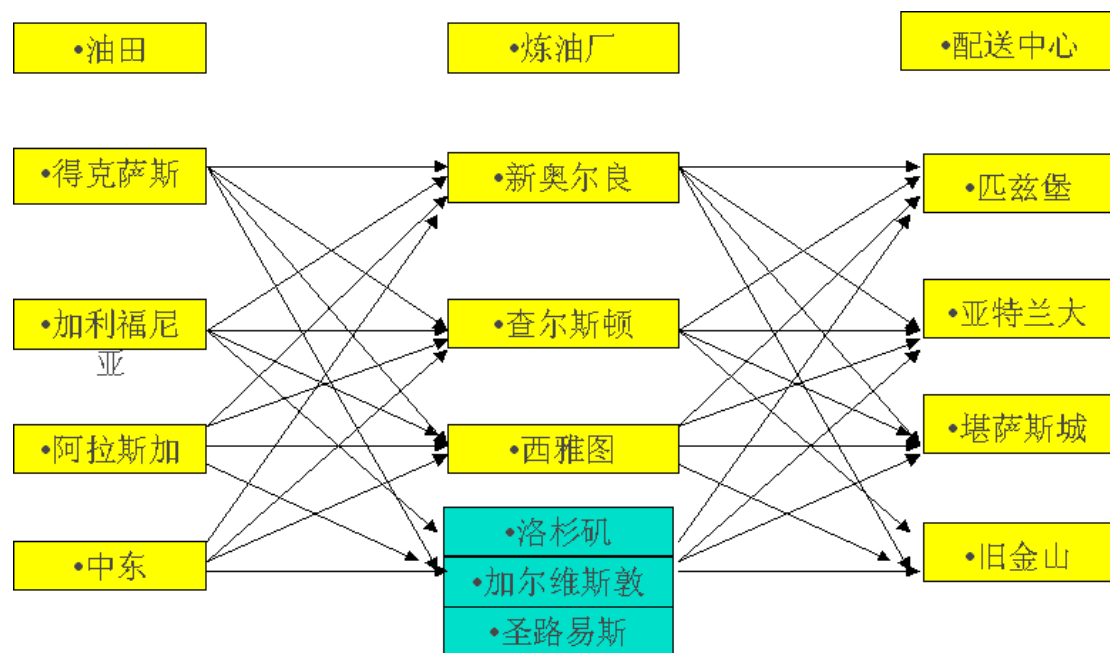 •油田
•炼油厂
•配送中心
•得克萨斯
•新奥尔良
•匹兹堡
•加利福尼
亚
•查尔斯顿
•亚特兰大
•阿拉斯加
•西雅图
•堪萨斯城
•中东
•洛杉矶
•加尔维斯敦
•圣路易斯
•旧金山